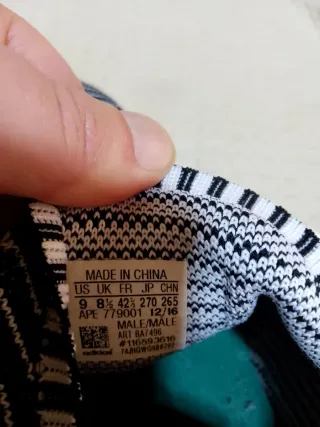 MADE IN CHINA
US UK FR JP CHN
9 8½ 42⅔ 270 265
APE 779001 12/16
MALE/MALE
ART BA7496
#116593616
adidas